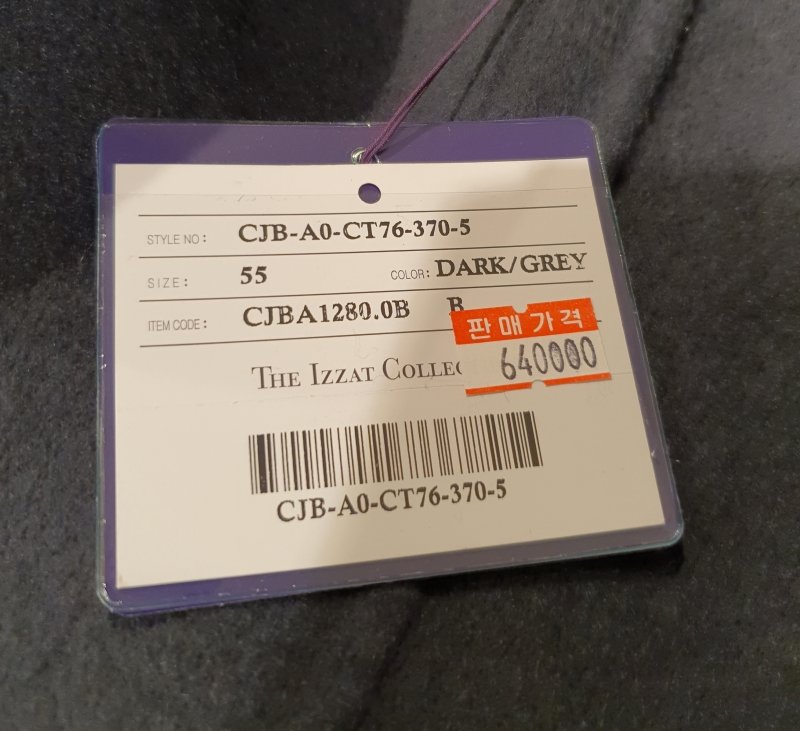 STYLE NO: CJB-A0-CT76-370-5
SIZE: 55 COLOR: DARK/GREY
ITEM CODE: CJBA1280.0B B
판매가격
640000
THE IZZAT COLLEC
CJB-A0-CT76-370-5